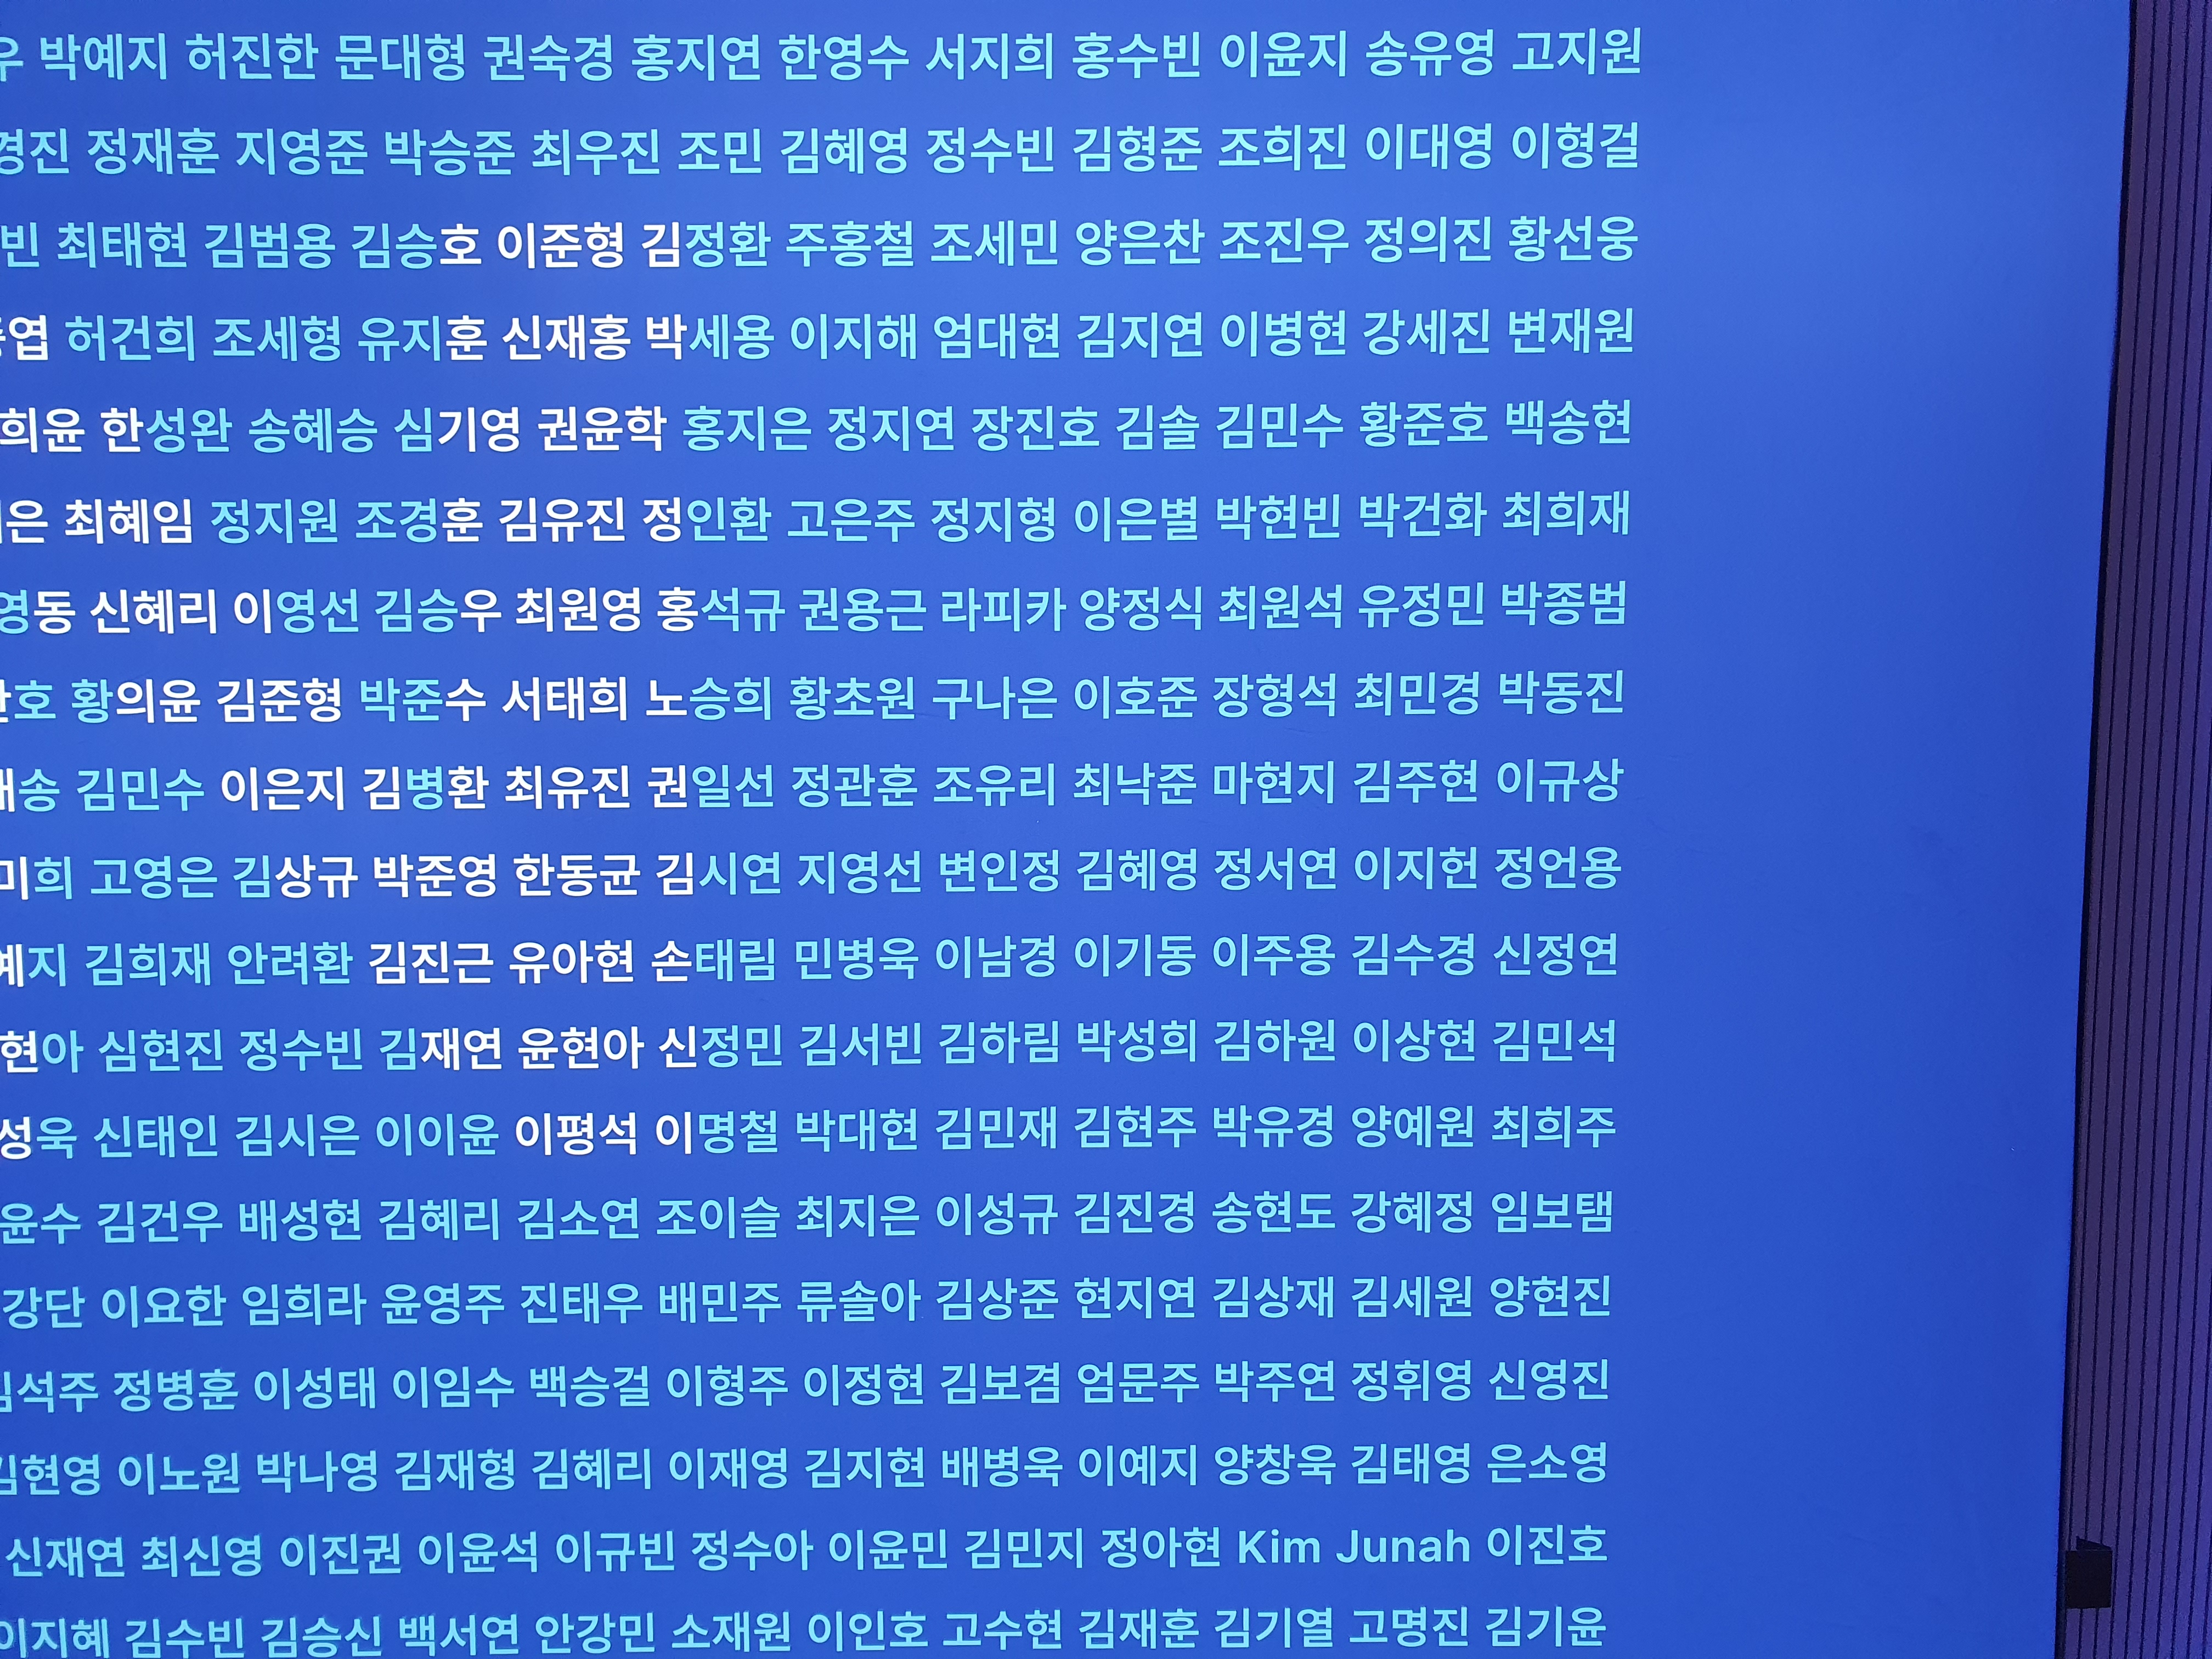 박예지 허진한 문대형 권숙경 홍지연 한영수 서지희 홍수빈 이윤지 송유영 고지원
경진 정재훈 지영준 박승준 최우진 조민 김혜영 정수빈 김형준 조희진 이대영 이형걸
빈 최태현 김범용 김승호 이준형 김정환 주홍철 조세민 양은찬 조진우 정의진 황선웅
허건희 조세형 유지훈 신재홍 박세용 이지해 엄대현 김지연 이병현 강세진 변재원
희윤 한성완 송혜승 심기영 권윤학 홍지은 정지연 장진호 김솔 김민수 황준호 백송현
은 최혜임 정지원 조경훈 김유진 정인환 고은주 정지형 이은별 박현빈 박건화 최희재
영동 신혜리 이영선 김승우 최원영 홍석규 권용근 라피카 양정식 최원석 유정민 박종범
호 황의윤 김준형 박준수 서태희 노승희 황초원 구나은 이호준 장형석 최민경 박동진
송 김민수 이은지 김병환 최유진 권일선 정관훈 조유리 최낙준 마현지 김주현 이규상
미희 고영은 김상규 박준영 한동균 김시연 지영선 변인정 김혜영 정서연 이지헌 정언용
예지 김희재 안려환 김진근 유아현 손태림 민병욱 이남경 이기동 이주용 김수경 신정연
현아 심현진 정수빈 김재연 윤현아 신정민 김서빈 김하림 박성희 김하원 이상현 김민석
성욱 신태인 김시은 이이윤 이평석 이명철 박대현 김민재 김현주 박유경 양예원 최희주
윤수 김건우 배성현 김혜리 김소연 조이슬 최지은 이성규 김진경 송현도 강혜정 임보탬
강단 이요한 임희라 윤영주 진태우 배민주 류솔아 김상준 현지연 김상재 김세원 양현진
김석주 정병훈 이성태 이임수 백승걸 이형주 이정현 김보겸 엄문주 박주연 정휘영 신영진
김현영 이노원 박나영 김재형 김혜리 이재영 김지현 배병욱 이예지 양창욱 김태영 은소영
신재연 최신영 이진권 이윤석 이규빈 정수아 이윤민 김민지 정아현 Kim Junah 이진호
이지혜 김수빈 김승신 백서연 안강민 소재원 이인호 고수현 김재훈 김기열 고명진 김기윤